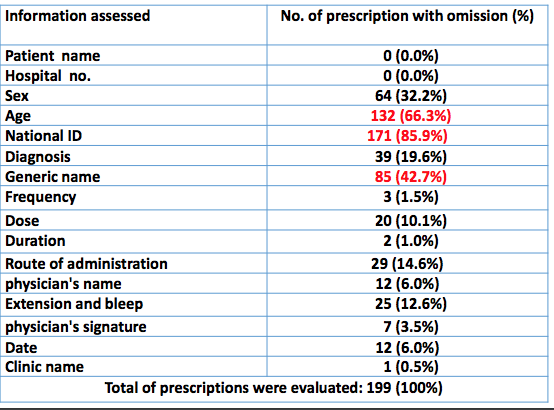 Information assessed No. of prescription with omission (%)
Patient name 0 (0.0%)
Hospital no. 0 (0.0%)
Sex 64 (32.2%)
Age 132 (66.3%)
National ID 171 (85.9%)
Diagnosis 39 (19.6%)
Generic name 85 (42.7%)
Frequency 3 (1.5%)
Dose 20 (10.1%)
Duration 2 (1.0%)
Route of administration 29 (14.6%)
physician's name 12 (6.0%)
Extension and bleep 25 (12.6%)
physician's signature 7 (3.5%)
Date 12 (6.0%)
Clinic name 1 (0.5%)
Total of prescriptions were evaluated: 199 (100%)